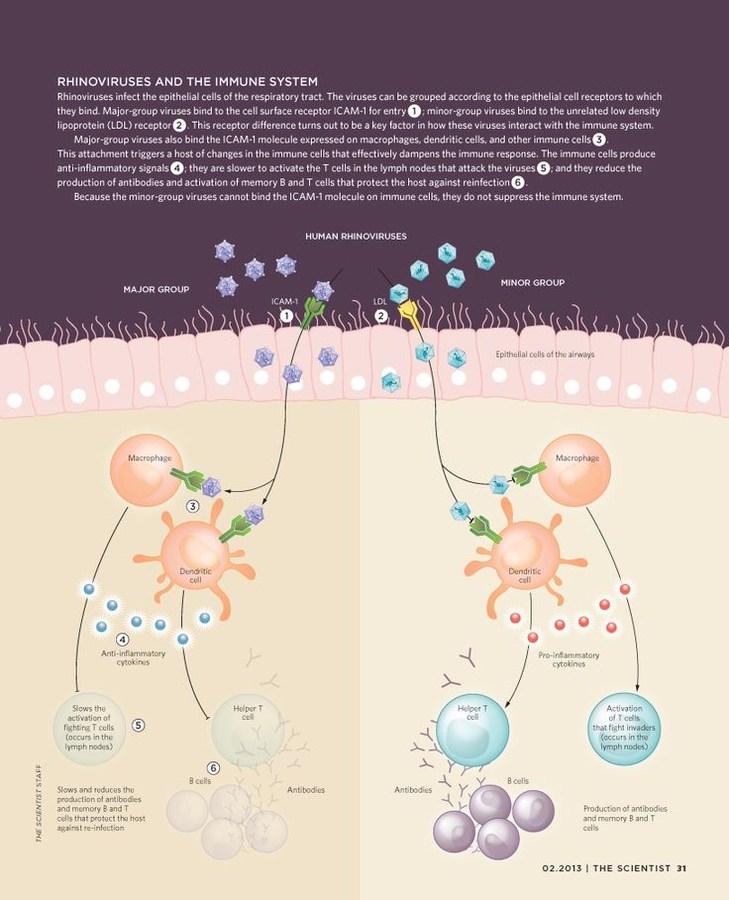 RHINOVIRUSES AND THE IMMUNE SYSTEM
Rhinoviruses infect the epithelial cells of the respiratory tract. The viruses can be grouped according to the epithelial cell receptors to which
they bind. Major-group viruses bind to the cell surface receptor ICAM-1 for entry 1; minor-group viruses bind to the unrelated low density
lipoprotein (LDL) receptor 2. This receptor difference turns out to be a key factor in how these viruses interact with the immune system.
Major-group viruses also bind the ICAM-1 molecule expressed on macrophages, dendritic cells, and other immune cells 3.
This attachment triggers a host of changes in the immune cells that effectively dampens the immune response. The immune cells produce
anti-inflammatory signals 4; they are slower to activate the T cells in the lymph nodes that attack the viruses 5; and they reduce the
production of antibodies and activation of memory B and T cells that protect the host against reinfection 6.
Because the minor-group viruses cannot bind the ICAM-1 molecule on immune cells, they do not suppress the immune system.
HUMAN RHINOVIRUSES
MAJOR GROUP
MINOR GROUP
ICAM-1
1
LDL
2
Epithelial cells of the airways
Macrophage
3
Dendritic
cell
4
Anti-inflammatory
cytokines
Slows the
activation of
fighting T cells
(occurs in the
lymph nodes)
5
Helper T
cell
6
B cells
Antibodies
Slows and reduces the
production of antibodies
and memory B and T
cells that protect the host
against re-infection
THE SCIENTIST STAFF
Macrophage
Dendritic
cell
Pro-inflammatory
cytokines
Helper T
cell
Activation
of T cells
that fight invaders
(occurs in the
lymph nodes)
Antibodies
B cells
Production of antibodies
and memory B and T
cells
02.2013 | THE SCIENTIST 31